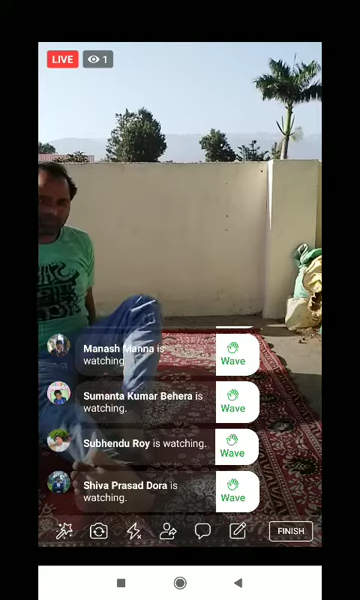 LIVE
1
Manash Manna is
watching.
Wave
Sumanta Kumar Behera is
watching.
Wave
Subhendu Roy is watching.
Wave
Shiva Prasad Dora is
watching.
Wave
FINISH